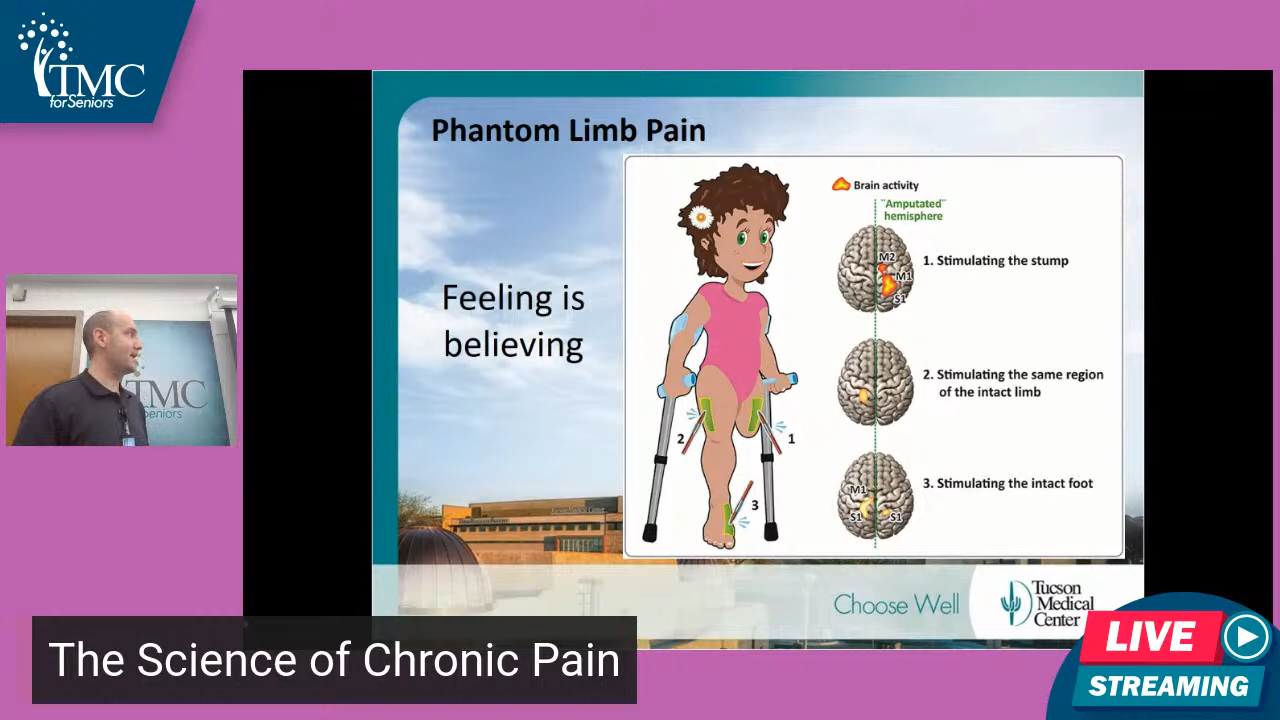 TMC
for Seniors
TMC
Seniors
Phantom Limb Pain
Feeling is
believing
Brain activity
"Amputated"
hemisphere
M2
M1
S1
1. Stimulating the stump
2. Stimulating the same region
of the intact limb
M1
S1
S1
3. Stimulating the intact foot
2
1
3
Choose Well
Tucson
Medical
Center
The Science of Chronic Pain
LIVE
STREAMING